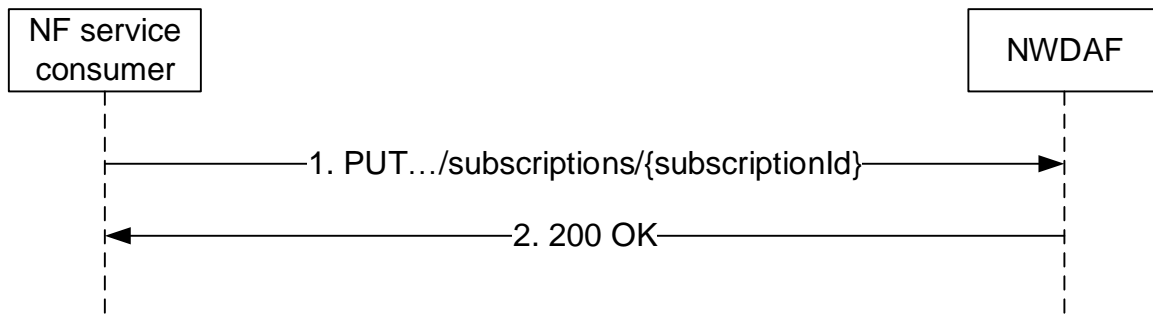 NF service
consumer
NWDAF
1. PUT…/subscriptions/{subscriptionId}
2. 200 OK